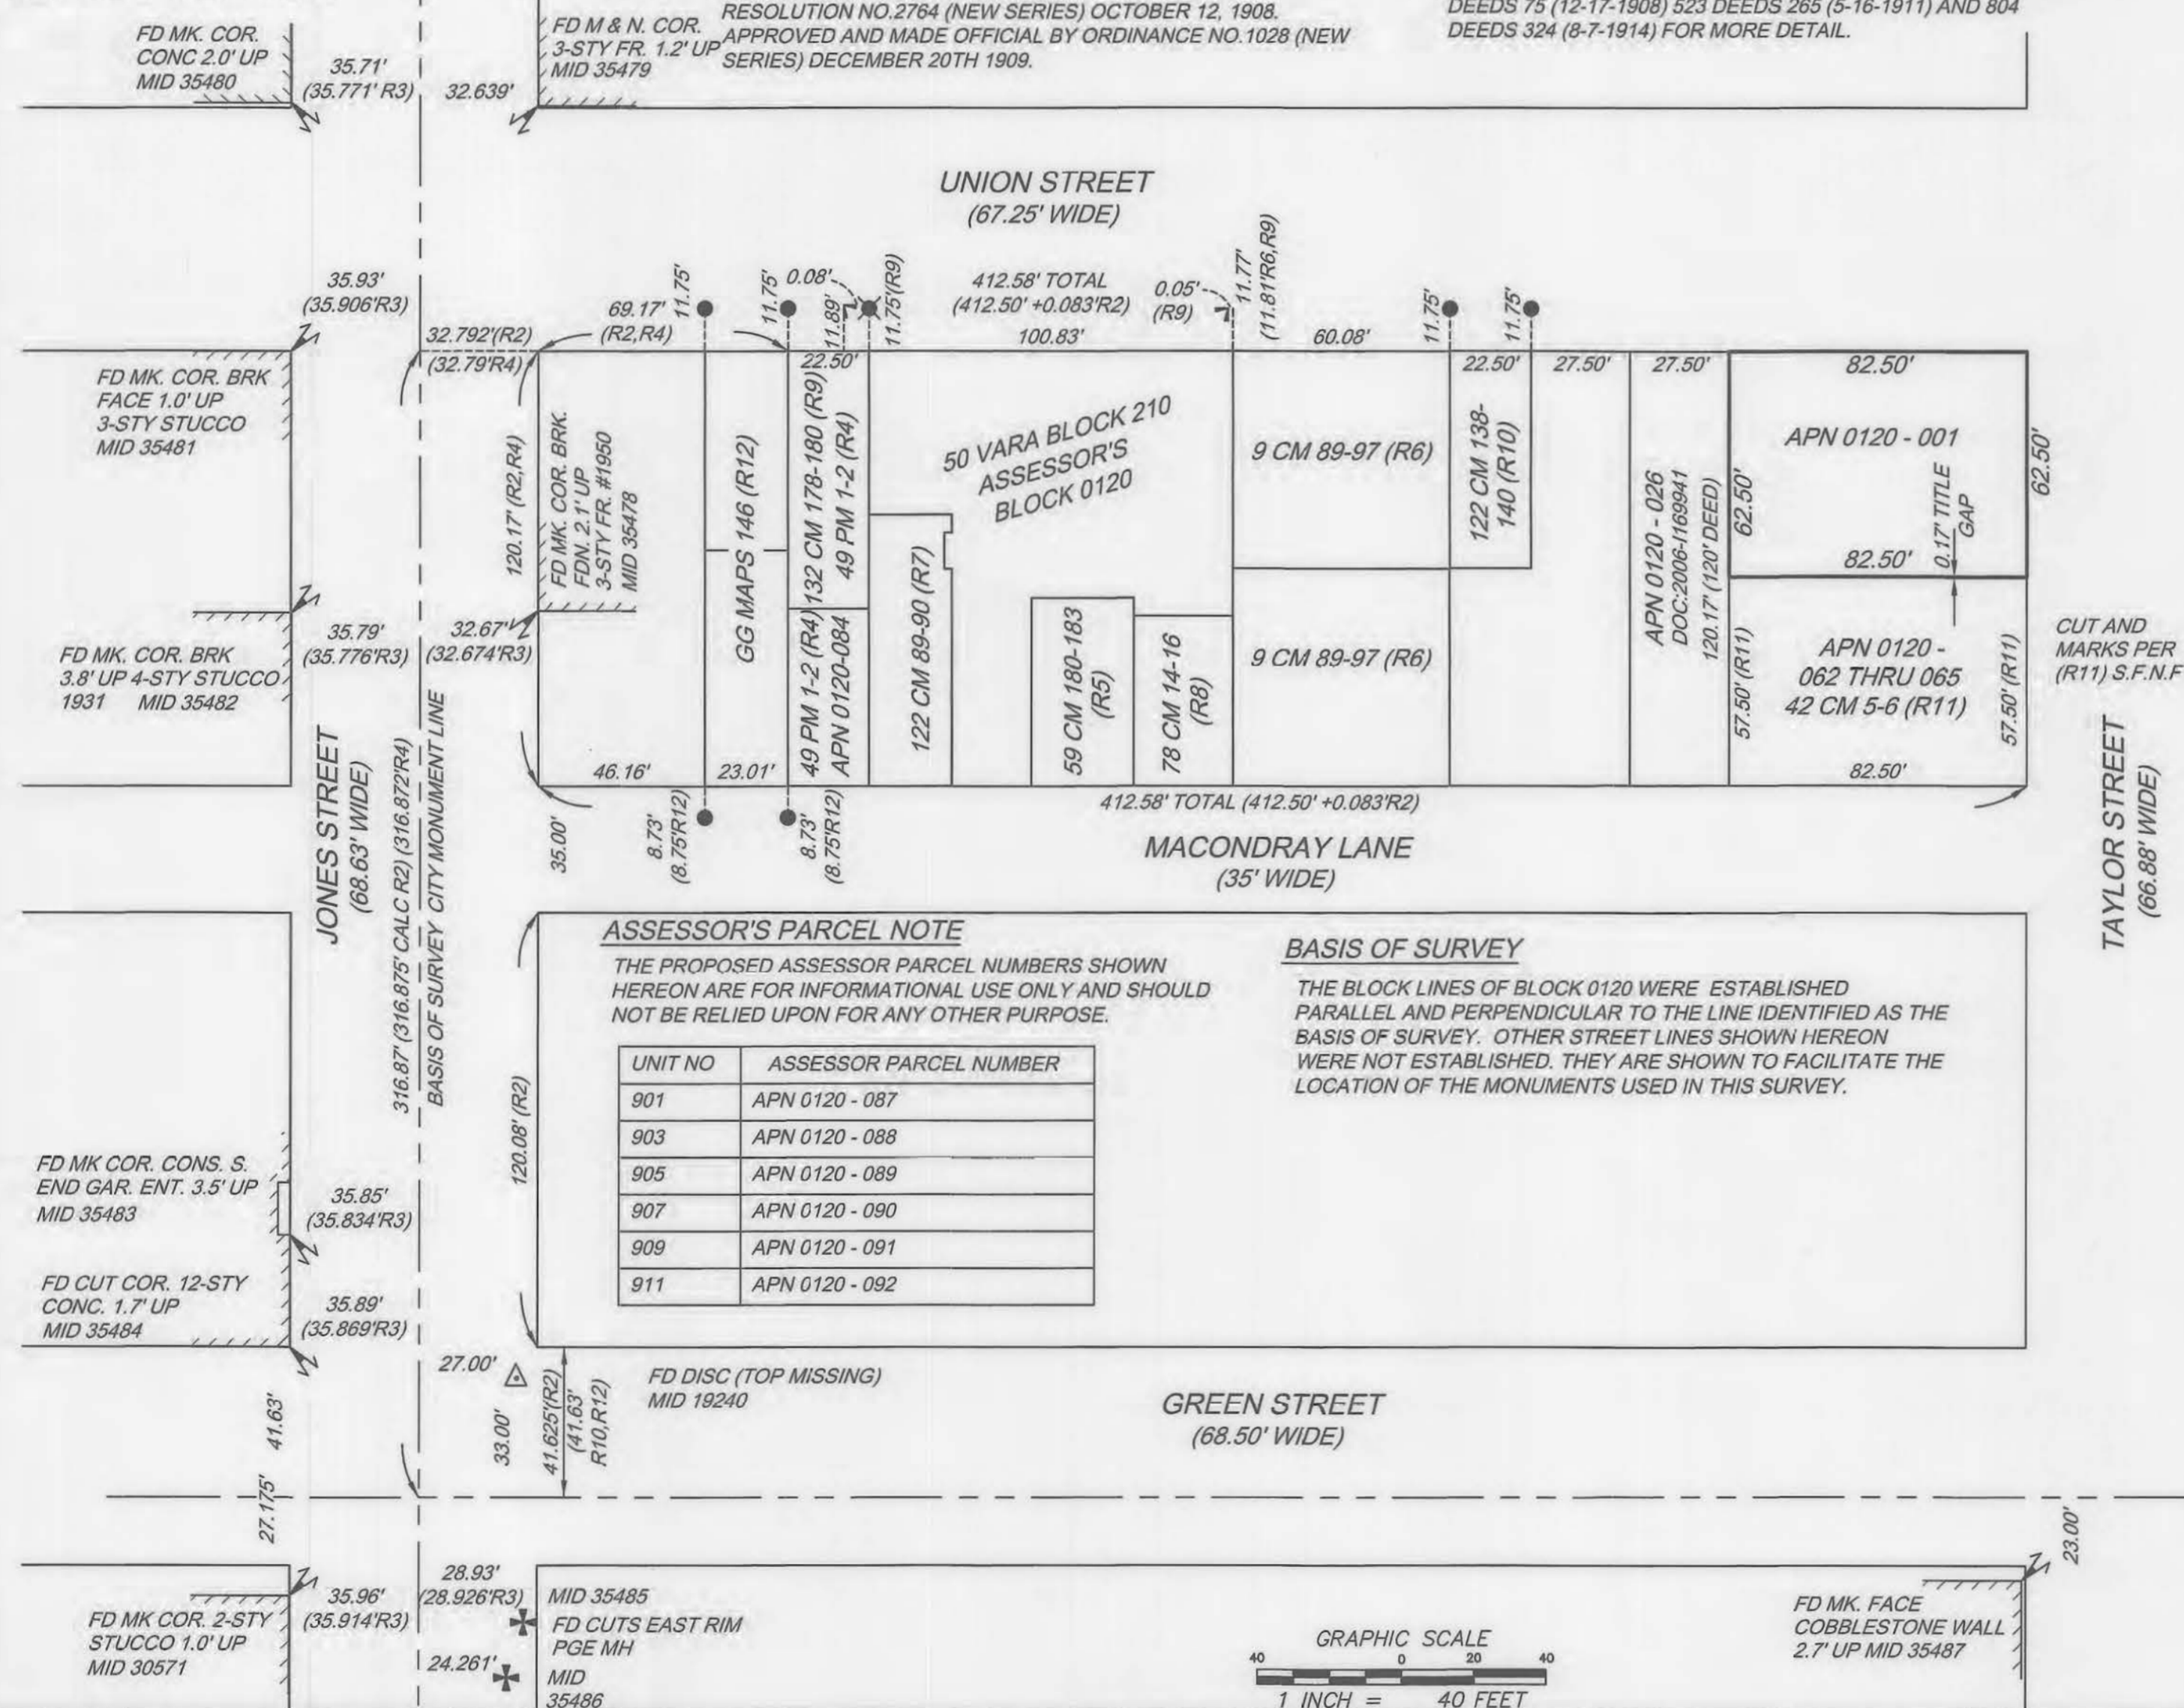 FD MK. COR.
CONC 2.0' UP
MID 35480
35.71'
(35.771' R3)
32.639'
FD M & N. COR.
3-STY FR. 1.2' UP
MID 35479
RESOLUTION NO.2764 (NEW SERIES) OCTOBER 12, 1908.
APPROVED AND MADE OFFICIAL BY ORDINANCE NO.1028 (NEW
SERIES) DECEMBER 20TH 1909.
DEEDS 75 (12-17-1908) 523 DEEDS 265 (5-16-1911) AND 804
DEEDS 324 (8-7-1914) FOR MORE DETAIL.
UNION STREET
(67.25' WIDE)
35.93'
(35.906'R3)
32.792'(R2)
(32.79'R4)
69.17'
(R2,R4)
11.75'
11.75'
0.08'
11.89'
11.75'(R9)
412.58' TOTAL
(412.50' +0.083'R2)
100.83'
0.05'
(R9)
11.77'
(11.81'R6,R9)
60.08'
11.75'
11.75'
22.50'
22.50'
27.50'
27.50'
82.50'
FD MK. COR. BRK
FACE 1.0' UP
3-STY STUCCO
MID 35481
120.17' (R2,R4)
FD MK. COR. BRK.
FDN. 2.1' UP
3-STY FR. #1950
MID 35478
GG MAPS 146 (R12)
132 CM 178-180 (R9)
49 PM 1-2 (R4)
50 VARA BLOCK 210
ASSESSOR'S
BLOCK 0120
9 CM 89-97 (R6)
122 CM 138-
140 (R10)
APN 0120 - 026
DOC:2006-I169941
120.17' (120' DEED)
62.50'
APN 0120 - 001
62.50'
82.50'
0.17' TITLE
GAP
FD MK. COR. BRK
3.8' UP 4-STY STUCCO
1931 MID 35482
35.79'
(35.776'R3)
32.67'
(32.674'R3)
49 PM 1-2 (R4)
APN 0120-084
122 CM 89-90 (R7)
59 CM 180-183
(R5)
78 CM 14-16
(R8)
9 CM 89-97 (R6)
57.50' (R11)
APN 0120 -
062 THRU 065
42 CM 5-6 (R11)
57.50' (R11)
CUT AND
MARKS PER
(R11) S.F.N.F
46.16'
23.01'
82.50'
412.58' TOTAL (412.50' +0.083'R2)
JONES STREET
(68.63' WIDE)
316.87' (316.875' CALC R2) (316.872'R4)
BASIS OF SURVEY CITY MONUMENT LINE
35.00'
8.73'
(8.75'R12)
8.73'
(8.75'R12)
MACONDRAY LANE
(35' WIDE)
TAYLOR STREET
(66.88' WIDE)
ASSESSOR'S PARCEL NOTE
THE PROPOSED ASSESSOR PARCEL NUMBERS SHOWN
HEREON ARE FOR INFORMATIONAL USE ONLY AND SHOULD
NOT BE RELIED UPON FOR ANY OTHER PURPOSE.
UNIT NO ASSESSOR PARCEL NUMBER
901 APN 0120 - 087
903 APN 0120 - 088
905 APN 0120 - 089
907 APN 0120 - 090
909 APN 0120 - 091
911 APN 0120 - 092
BASIS OF SURVEY
THE BLOCK LINES OF BLOCK 0120 WERE ESTABLISHED
PARALLEL AND PERPENDICULAR TO THE LINE IDENTIFIED AS THE
BASIS OF SURVEY. OTHER STREET LINES SHOWN HEREON
WERE NOT ESTABLISHED. THEY ARE SHOWN TO FACILITATE THE
LOCATION OF THE MONUMENTS USED IN THIS SURVEY.
120.08' (R2)
FD MK COR. CONS. S.
END GAR. ENT. 3.5' UP
MID 35483
35.85'
(35.834'R3)
FD CUT COR. 12-STY
CONC. 1.7' UP
MID 35484
35.89'
(35.869'R3)
27.00'
33.00'
41.625'(R2)
(41.63'
R10,R12)
FD DISC (TOP MISSING)
MID 19240
GREEN STREET
(68.50' WIDE)
41.63'
27.175'
23.00'
FD MK COR. 2-STY
STUCCO 1.0' UP
MID 30571
35.96'
(35.914'R3)
28.93'
(28.926'R3)
24.261'
MID 35485
FD CUTS EAST RIM
PGE MH
MID
35486
GRAPHIC SCALE
40 0 20 40
1 INCH = 40 FEET
FD MK. FACE
COBBLESTONE WALL
2.7' UP MID 35487